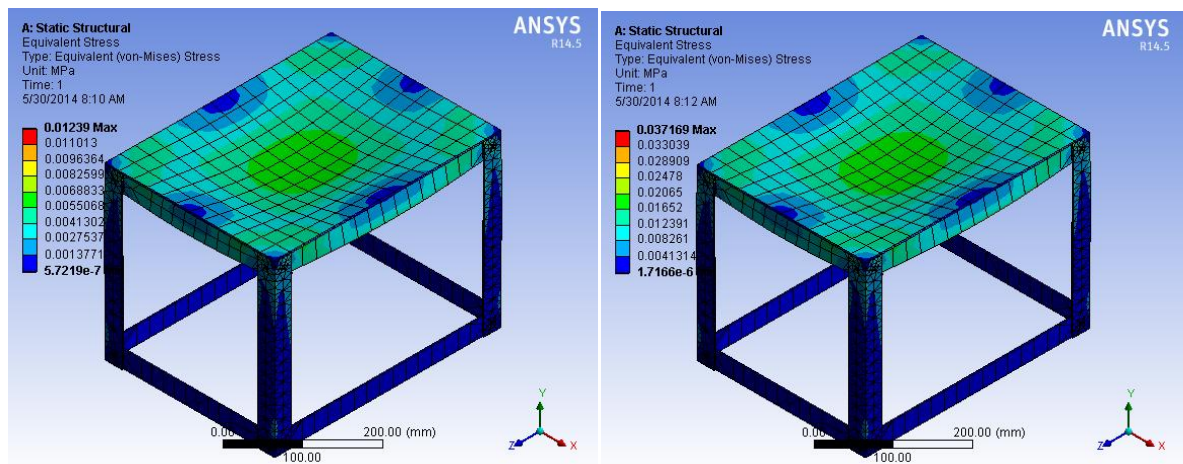 A: Static Structural
Equivalent Stress
Type: Equivalent (von-Mises) Stress
Unit: MPa
Time: 1
5/30/2014 8:10 AM
ANSYS
R14.5
0.01239 Max
0.011013
0.0096364
0.0082599
0.0068833
0.0055068
0.0041302
0.0027537
0.0013771
5.7219e-7
0.00
200.00 (mm)
100.00
Y
Z
X
A: Static Structural
Equivalent Stress
Type: Equivalent (von-Mises) Stress
Unit: MPa
Time: 1
5/30/2014 8:12 AM
ANSYS
R14.5
0.037169 Max
0.033039
0.028909
0.02478
0.02065
0.01652
0.012391
0.008261
0.0041314
1.7166e-6
200.00 (mm)
100.00
Y
Z
X